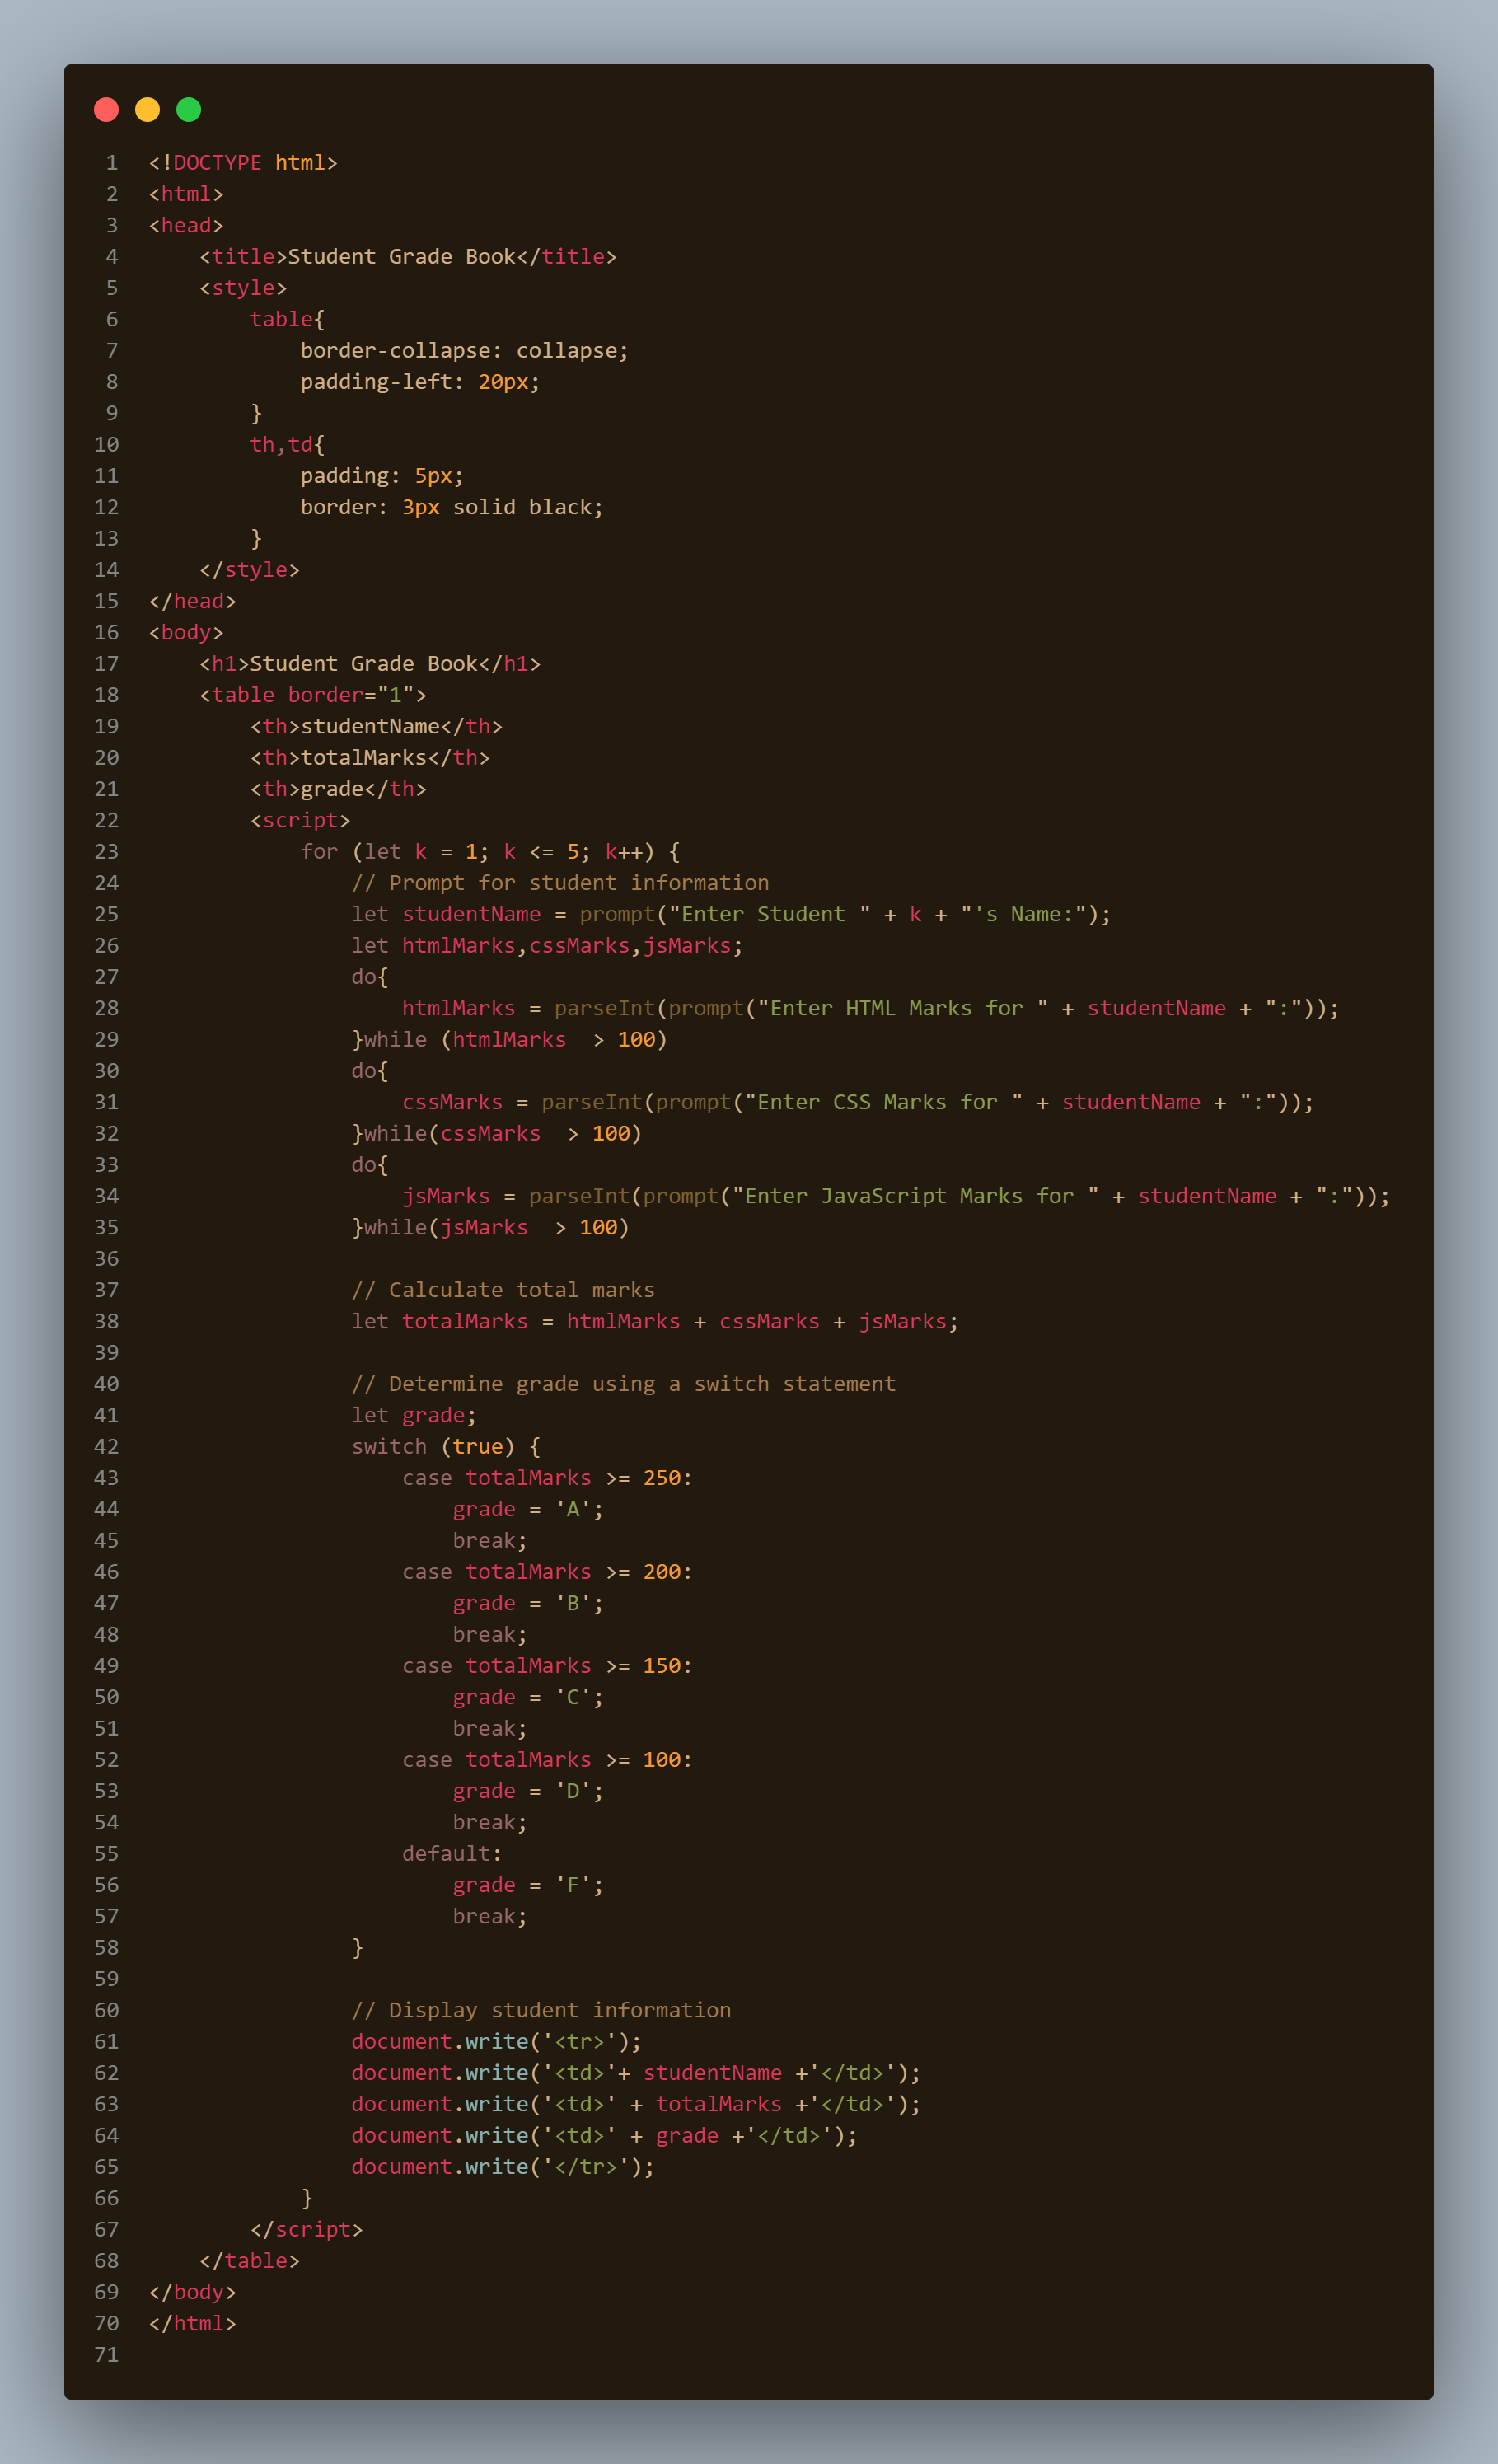 1 <!DOCTYPE html>
2 <html>
3 <head>
4     <title>Student Grade Book</title>
5     <style>
6         table{
7             border-collapse: collapse;
8             padding-left: 20px;
9         }
10         th,td{
11             padding: 5px;
12             border: 3px solid black;
13         }
14     </style>
15 </head>
16 <body>
17     <h1>Student Grade Book</h1>
18     <table border="1">
19         <th>studentName</th>
20         <th>totalMarks</th>
21         <th>grade</th>
22         <script>
23             for (let k = 1; k <= 5; k++) {
24                 // Prompt for student information
25                 let studentName = prompt("Enter Student " + k + "'s Name:");
26                 let htmlMarks,cssMarks,jsMarks;
27                 do{
28                     htmlMarks = parseInt(prompt("Enter HTML Marks for " + studentName + ":"));
29                 }while (htmlMarks  > 100)
30                 do{
31                     cssMarks = parseInt(prompt("Enter CSS Marks for " + studentName + ":"));
32                 }while(cssMarks  > 100)
33                 do{
34                     jsMarks = parseInt(prompt("Enter JavaScript Marks for " + studentName + ":"));
35                 }while(jsMarks  > 100)
36
37                 // Calculate total marks
38                 let totalMarks = htmlMarks + cssMarks + jsMarks;
39
40                 // Determine grade using a switch statement
41                 let grade;
42                 switch (true) {
43                     case totalMarks >= 250:
44                         grade = 'A';
45                         break;
46                     case totalMarks >= 200:
47                         grade = 'B';
48                         break;
49                     case totalMarks >= 150:
50                         grade = 'C';
51                         break;
52                     case totalMarks >= 100:
53                         grade = 'D';
54                         break;
55                     default:
56                         grade = 'F';
57                         break;
58                 }
59
60                 // Display student information
61                 document.write('<tr>');
62                 document.write('<td>'+ studentName +'</td>');
63                 document.write('<td>' + totalMarks +'</td>');
64                 document.write('<td>' + grade +'</td>');
65                 document.write('</tr>');
66             }
67         </script>
68     </table>
69 </body>
70 </html>
71